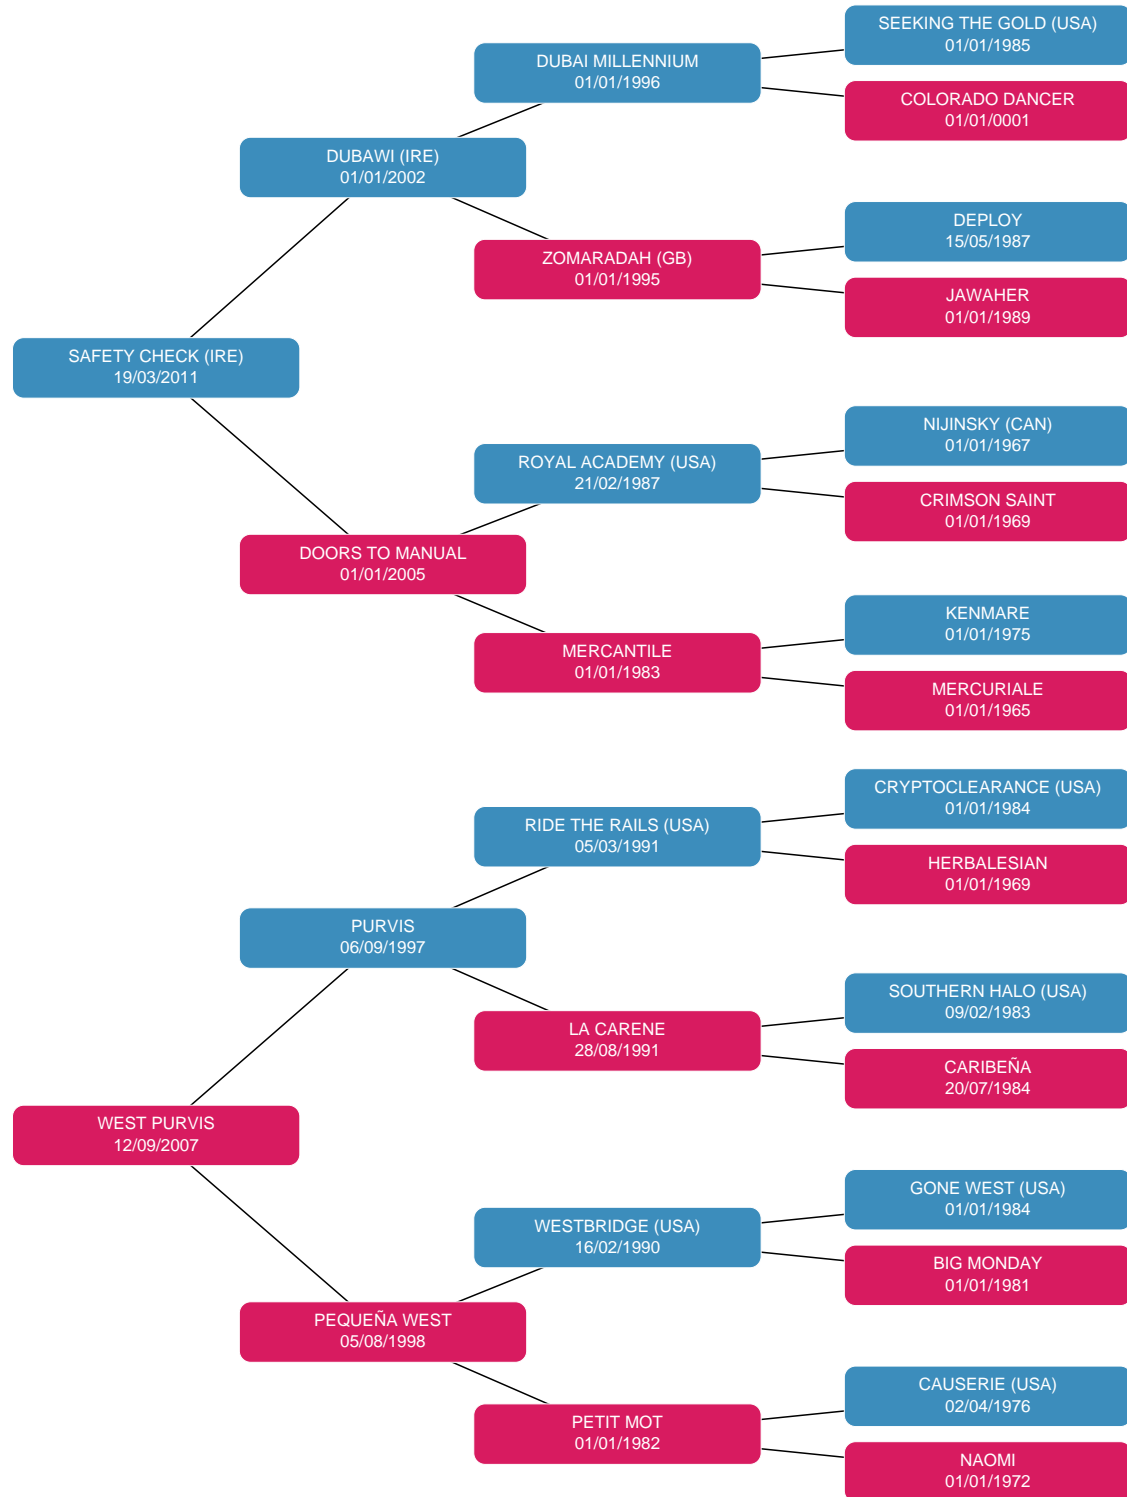 SEEKING THE GOLD (USA)
01/01/1985
DUBAI MILLENNIUM
01/01/1996
COLORADO DANCER
01/01/0001
DUBAWI (IRE)
01/01/2002
DEPLOY
15/05/1987
ZOMARADAH (GB)
01/01/1995
JAWAHER
01/01/1989
SAFETY CHECK (IRE)
19/03/2011
NIJINSKY (CAN)
01/01/1967
ROYAL ACADEMY (USA)
21/02/1987
CRIMSON SAINT
01/01/1969
DOORS TO MANUAL
01/01/2005
KENMARE
01/01/1975
MERCANTILE
01/01/1983
MERCURIALE
01/01/1965
CRYPTOCLEARANCE (USA)
01/01/1984
RIDE THE RAILS (USA)
05/03/1991
HERBALESIAN
01/01/1969
PURVIS
06/09/1997
SOUTHERN HALO (USA)
09/02/1983
LA CARENE
28/08/1991
CARIBEÑA
20/07/1984
WEST PURVIS
12/09/2007
GONE WEST (USA)
01/01/1984
WESTBRIDGE (USA)
16/02/1990
BIG MONDAY
01/01/1981
PEQUEÑA WEST
05/08/1998
CAUSERIE (USA)
02/04/1976
PETIT MOT
01/01/1982
NAOMI
01/01/1972